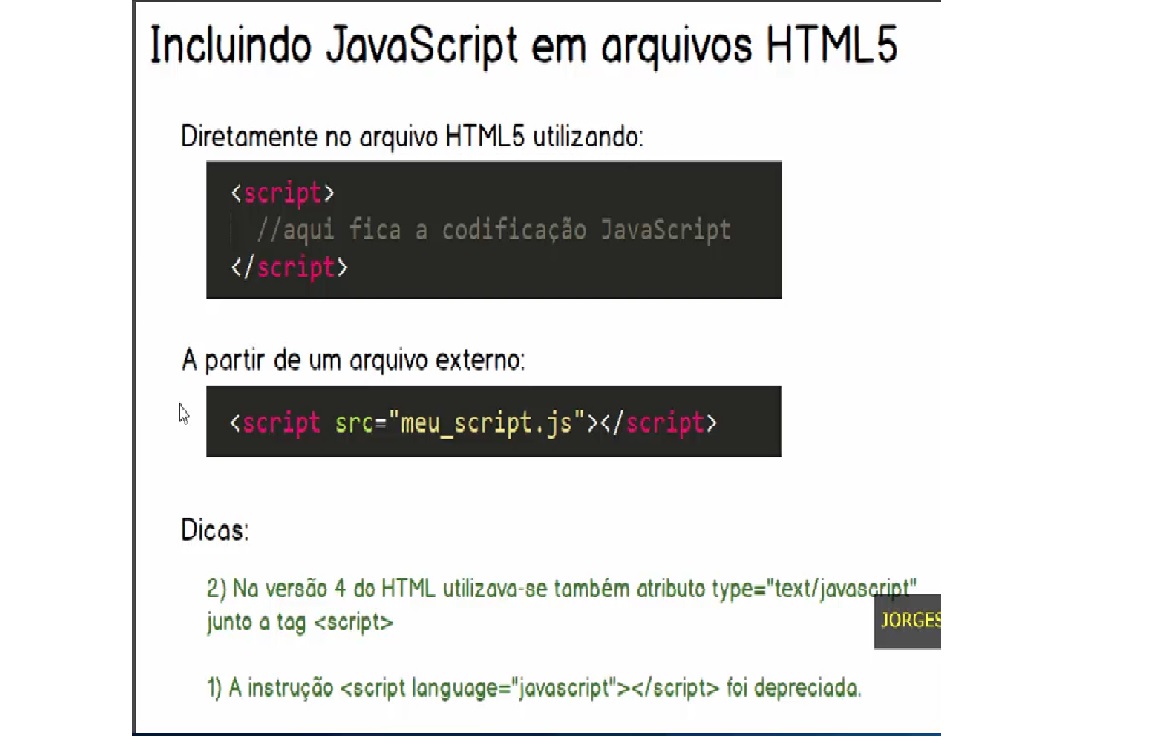 Incluindo JavaScript em arquivos HTML5
Diretamente no arquivo HTML5 utilizando:
<script>
//aqui fica a codificação JavaScript
</script>
A partir de um arquivo externo:
<script src="meu_script.js"></script>
Dicas:
2) Na versão 4 do HTML utilizava-se também atributo type="text/javascript"
junto a tag <script>
JORGES
1) A instrução <script language="javascript"></script> foi depreciada.